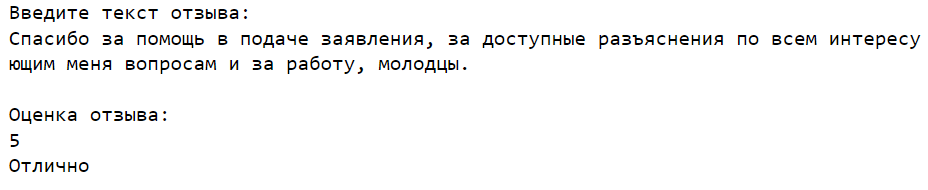 Введите текст отзыва:
Спасибо за помощь в подаче заявления, за доступные разъяснения по всем интересу
ющим меня вопросам и за работу, молодцы.
Оценка отзыва:
5
Отлично